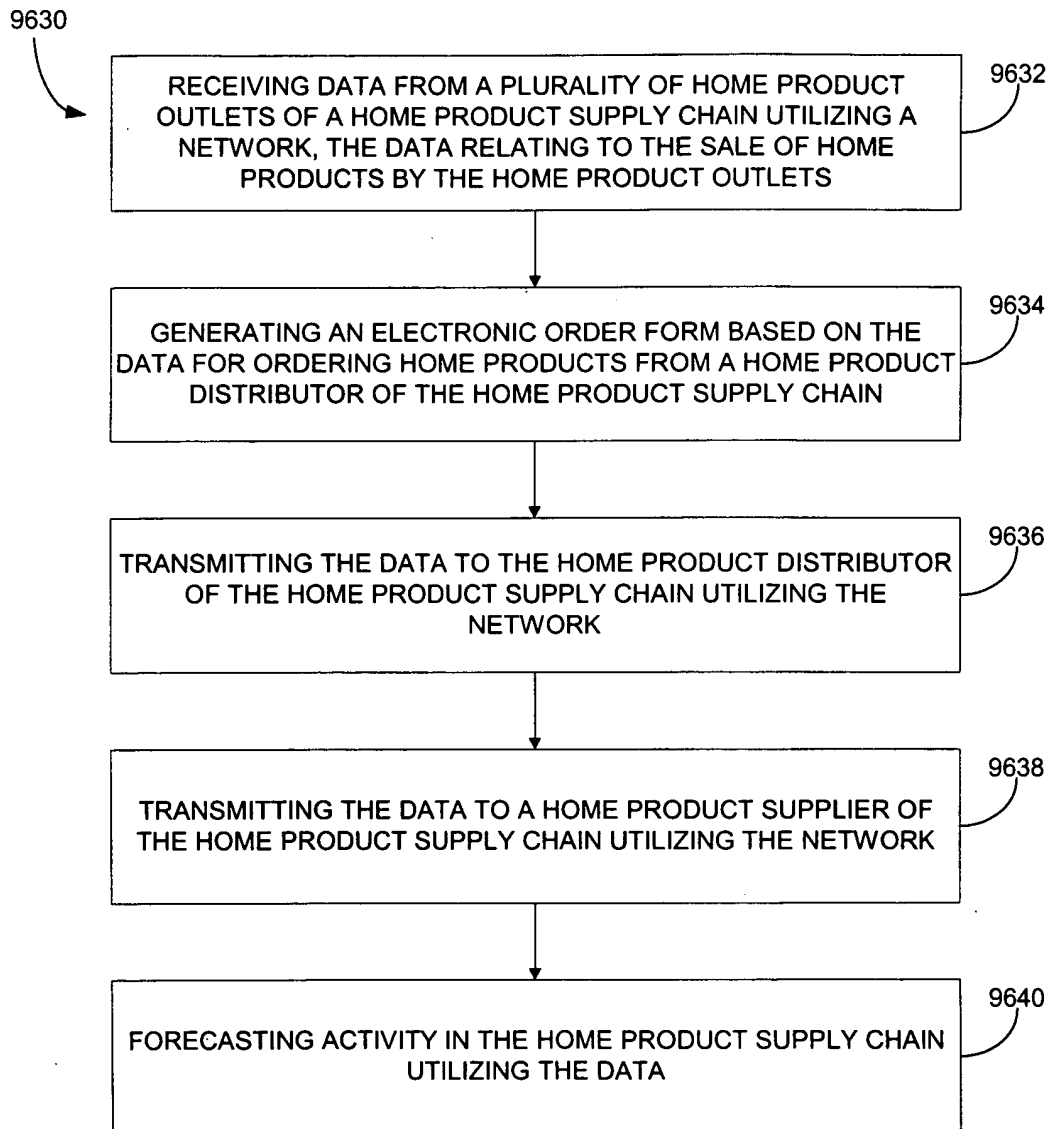 9630
9632
RECEIVING DATA FROM A PLURALITY OF HOME PRODUCT
OUTLETS OF A HOME PRODUCT SUPPLY CHAIN UTILIZING A
NETWORK, THE DATA RELATING TO THE SALE OF HOME
PRODUCTS BY THE HOME PRODUCT OUTLETS
9634
GENERATING AN ELECTRONIC ORDER FORM BASED ON THE
DATA FOR ORDERING HOME PRODUCTS FROM A HOME PRODUCT
DISTRIBUTOR OF THE HOME PRODUCT SUPPLY CHAIN
9636
TRANSMITTING THE DATA TO THE HOME PRODUCT DISTRIBUTOR
OF THE HOME PRODUCT SUPPLY CHAIN UTILIZING THE
NETWORK
9638
TRANSMITTING THE DATA TO A HOME PRODUCT SUPPLIER OF
THE HOME PRODUCT SUPPLY CHAIN UTILIZING THE NETWORK
9640
FORECASTING ACTIVITY IN THE HOME PRODUCT SUPPLY CHAIN
UTILIZING THE DATA